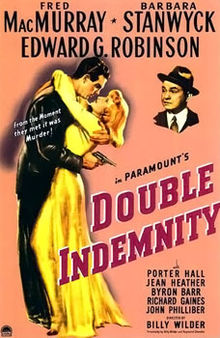 FRED MACMURRAY ★ BARBARA STANWYCK
EDWARD G. ROBINSON
From the Moment
they met it was
Murder!
in PARAMOUNT'S
DOUBLE
INDEMNITY
PORTER HALL
JEAN HEATHER
BYRON BARR
RICHARD GAINES
JOHN PHILLIBER
DIRECTED BY
BILLY WILDER